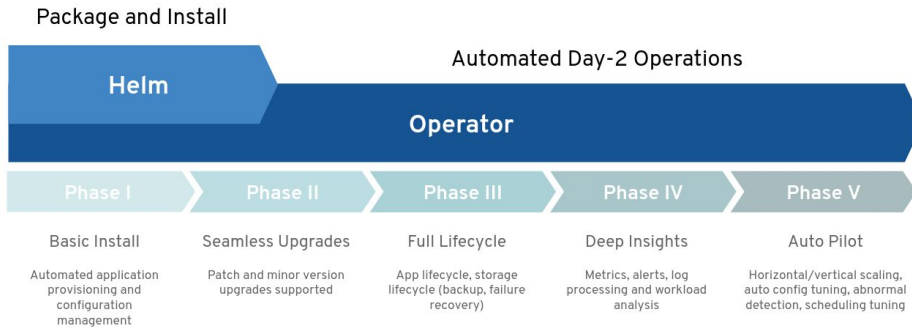 Package and Install
Automated Day-2 Operations
Helm
Operator
Phase I
Phase II
Phase III
Phase IV
Phase V
Basic Install
Seamless Upgrades
Full Lifecycle
Deep Insights
Auto Pilot
Automated application
provisioning and
configuration
management
Patch and minor version
upgrades supported
App lifecycle, storage
lifecycle (backup, failure
recovery)
Metrics, alerts, log
processing and workload
analysis
Horizontal/vertical scaling,
auto config tuning, abnormal
detection, scheduling tuning